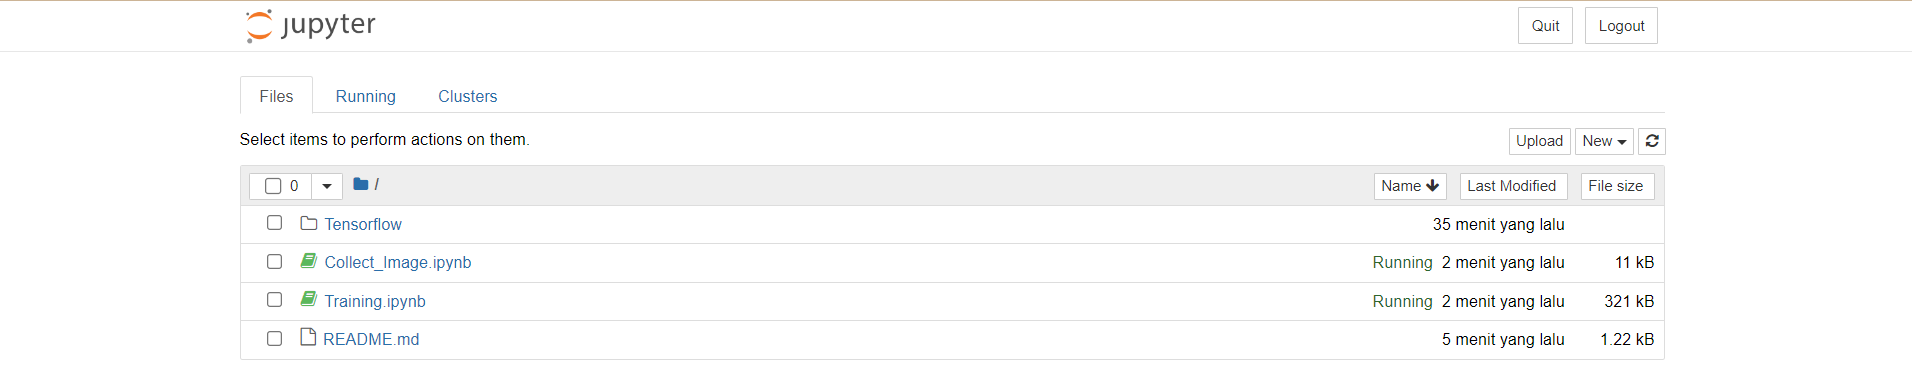 jupyter Quit Logout
Files Running Clusters
Select items to perform actions on them. Upload New
0 / Name Last Modified File size
Tensorflow 35 menit yang lalu
Collect_Image.ipynb Running 2 menit yang lalu 11 kB
Training.ipynb Running 2 menit yang lalu 321 kB
README.md 5 menit yang lalu 1.22 kB